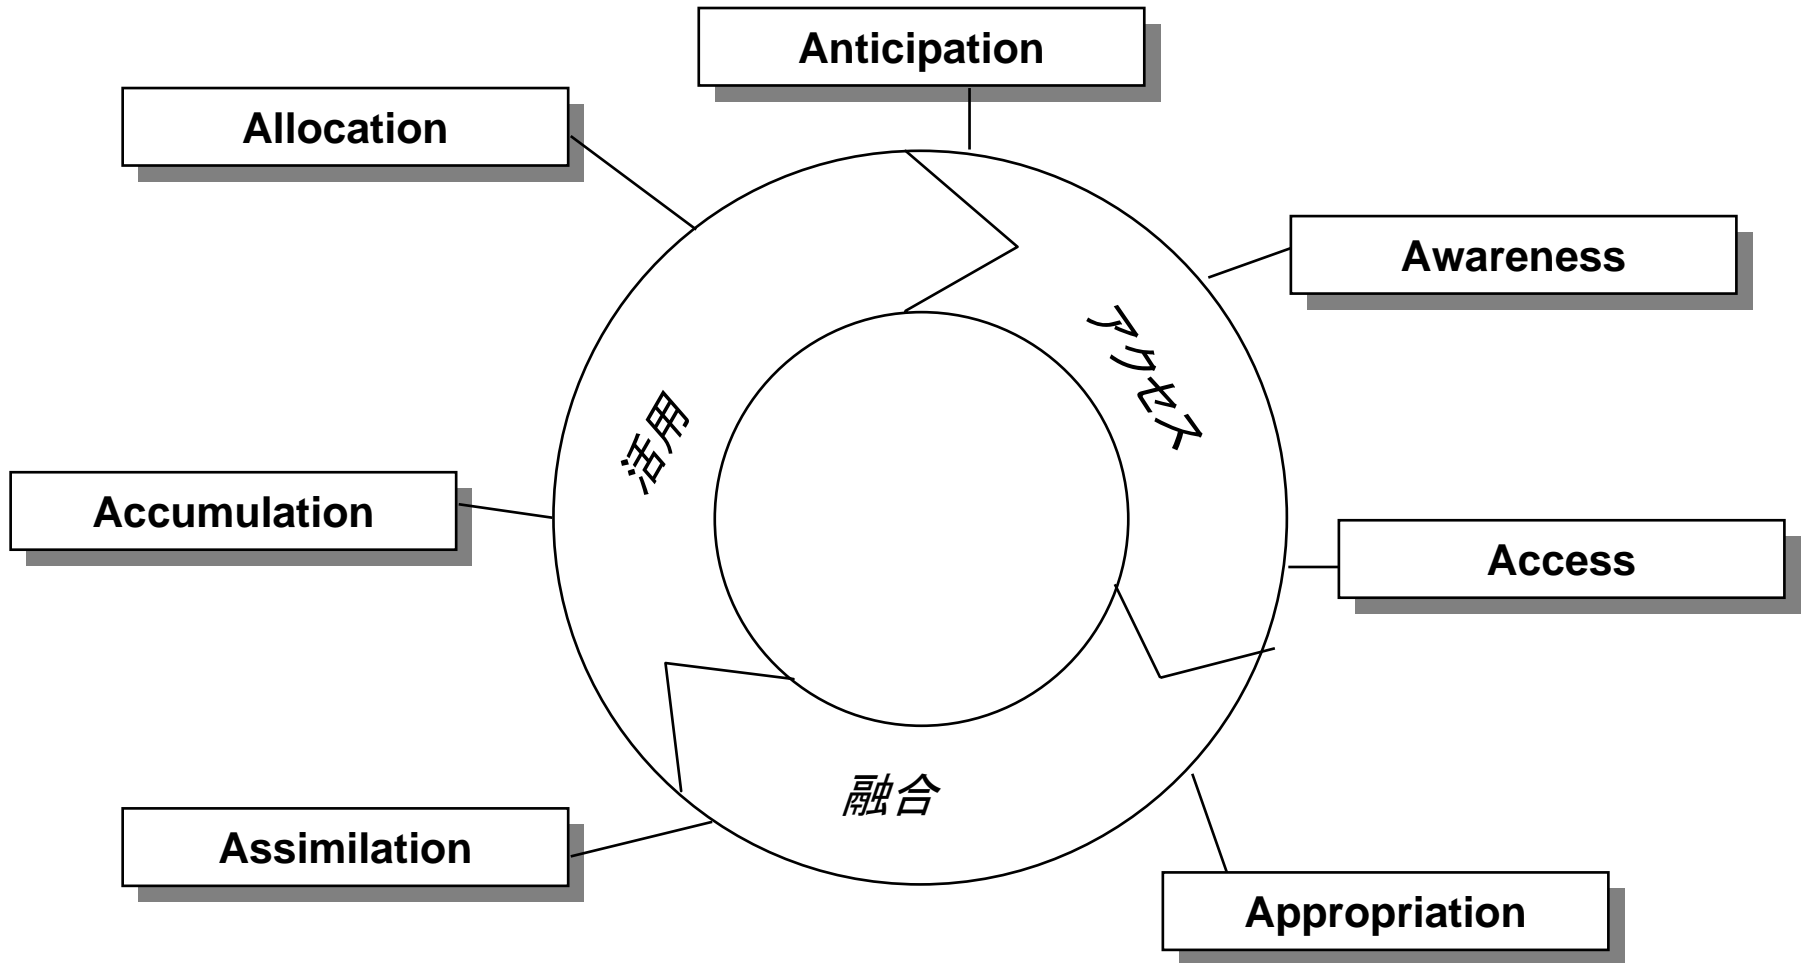 Anticipation
Allocation
Awareness
アクセス
活用
Accumulation
Access
融合
Assimilation
Appropriation